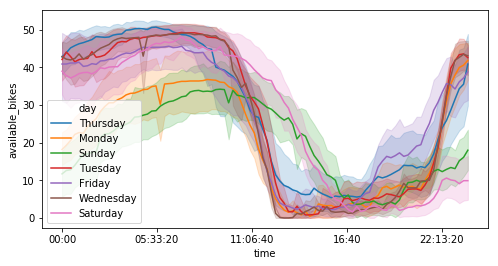 50
40
30
20
10
0
available_bikes
day
Thursday
Monday
Sunday
Tuesday
Friday
Wednesday
Saturday
00:00 05:33:20 11:06:40 16:40 22:13:20
time